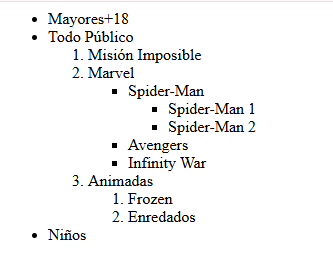 • Mayores+18
• Todo Público
1. Misión Imposible
2. Marvel
▪ Spider-Man
▪ Spider-Man 1
▪ Spider-Man 2
▪ Avengers
▪ Infinity War
3. Animadas
1. Frozen
2. Enredados
• Niños